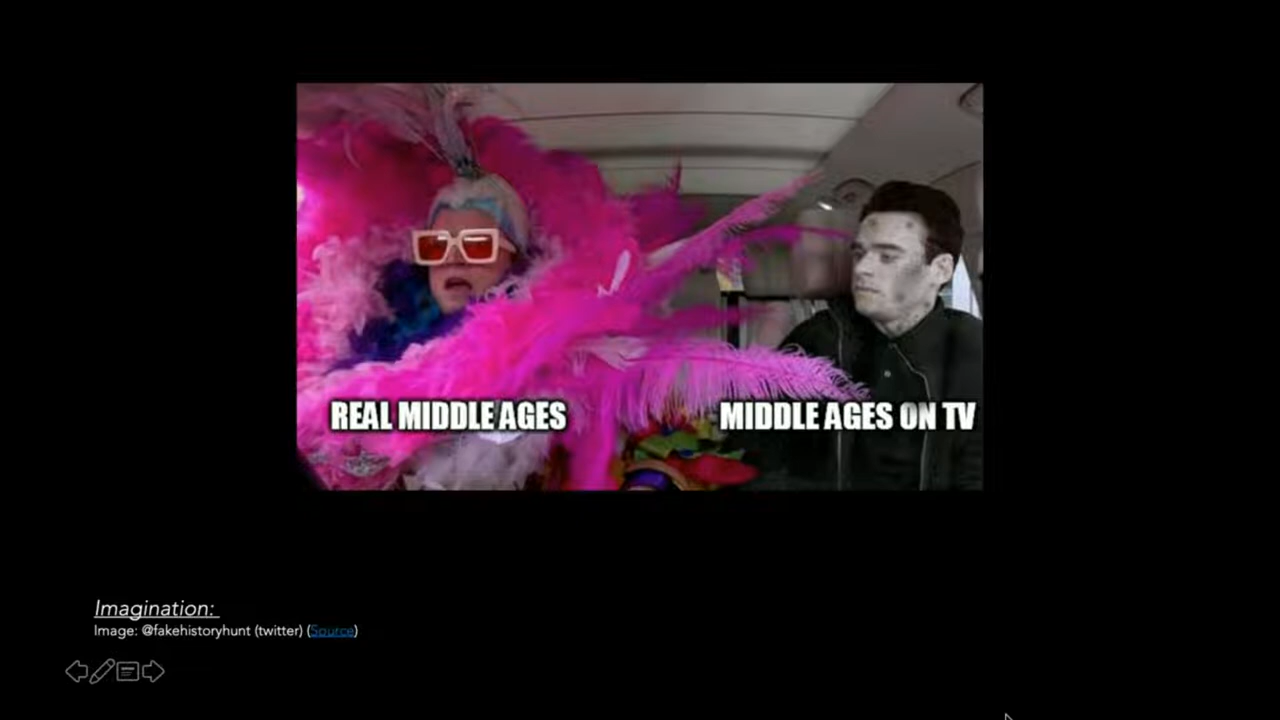 REAL MIDDLE AGES
MIDDLE AGES ON TV
Imagination:
Image: @fakehistoryhunt (twitter) (Source)